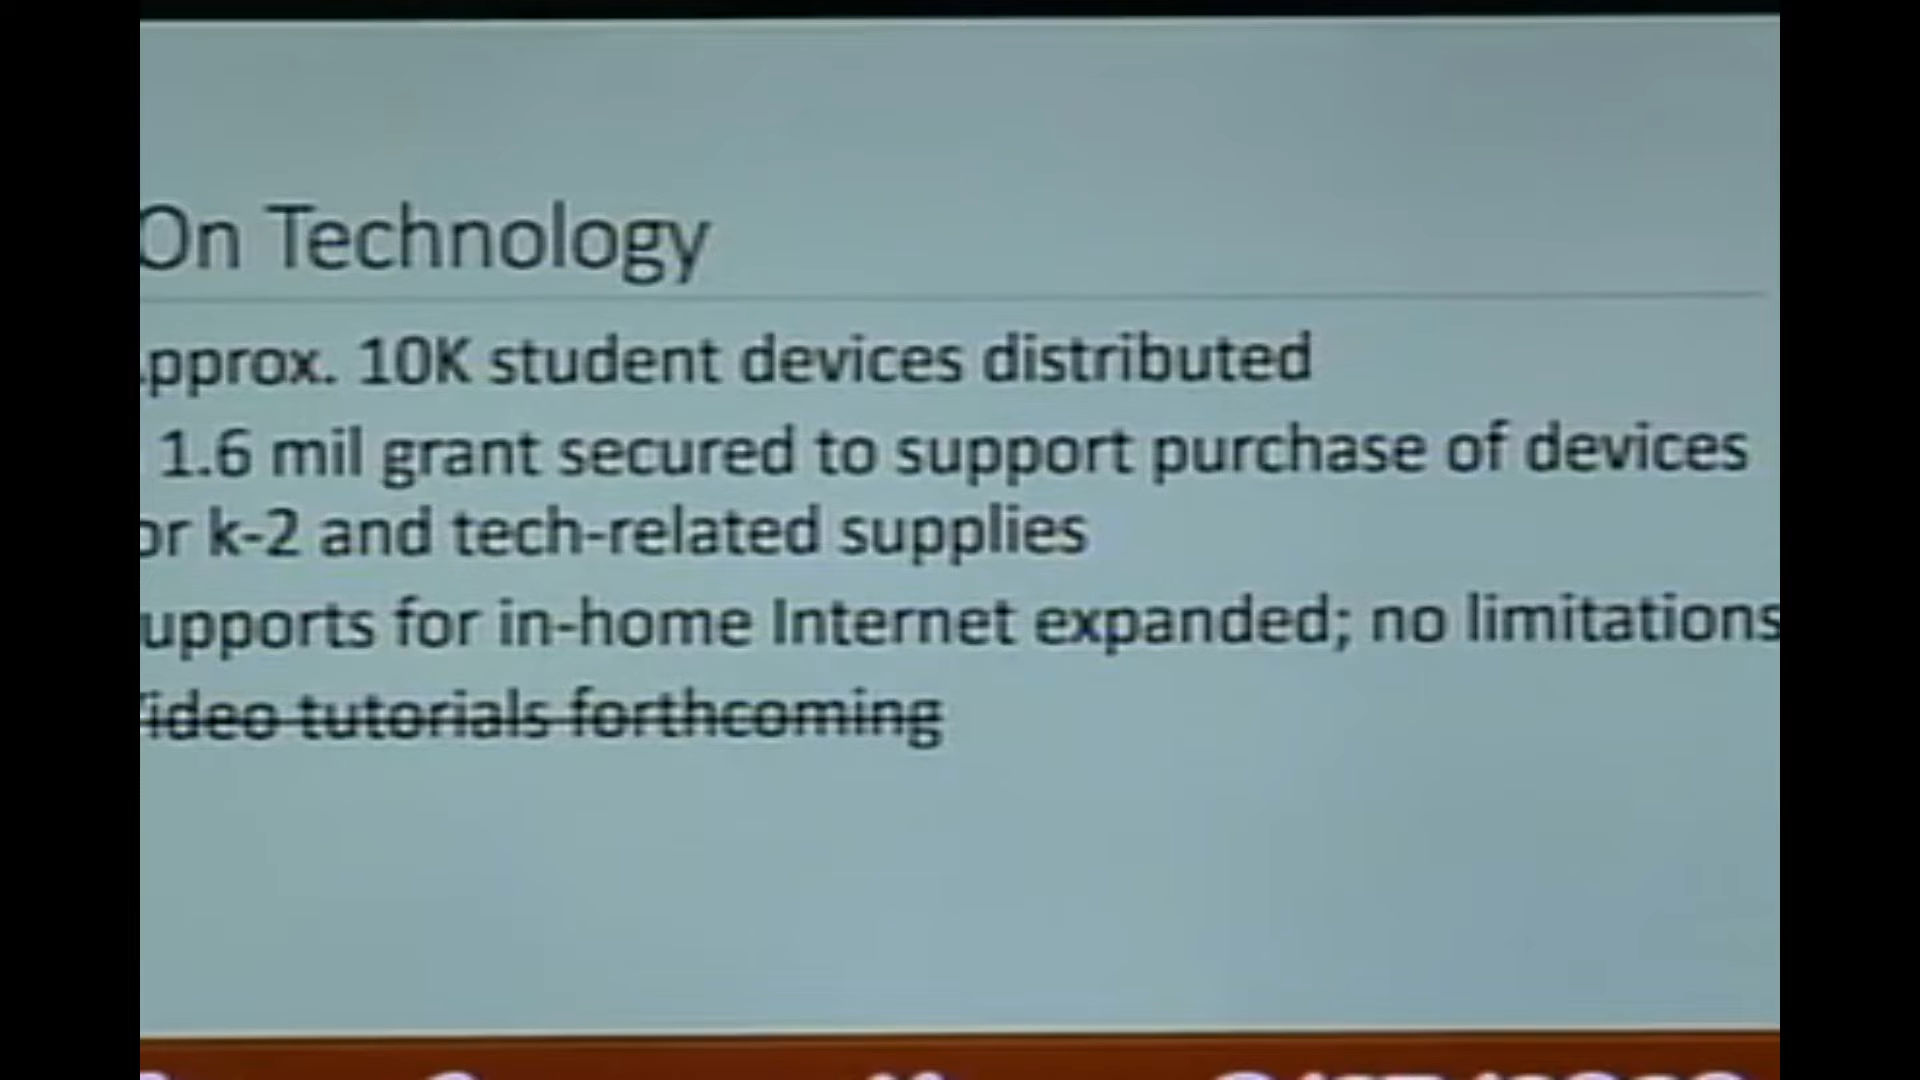 On Technology
pprox. 10K student devices distributed
1.6 mil grant secured to support purchase of devices
or k-2 and tech-related supplies
upports for in-home Internet expanded; no limitations
ideo tutorials forthcoming